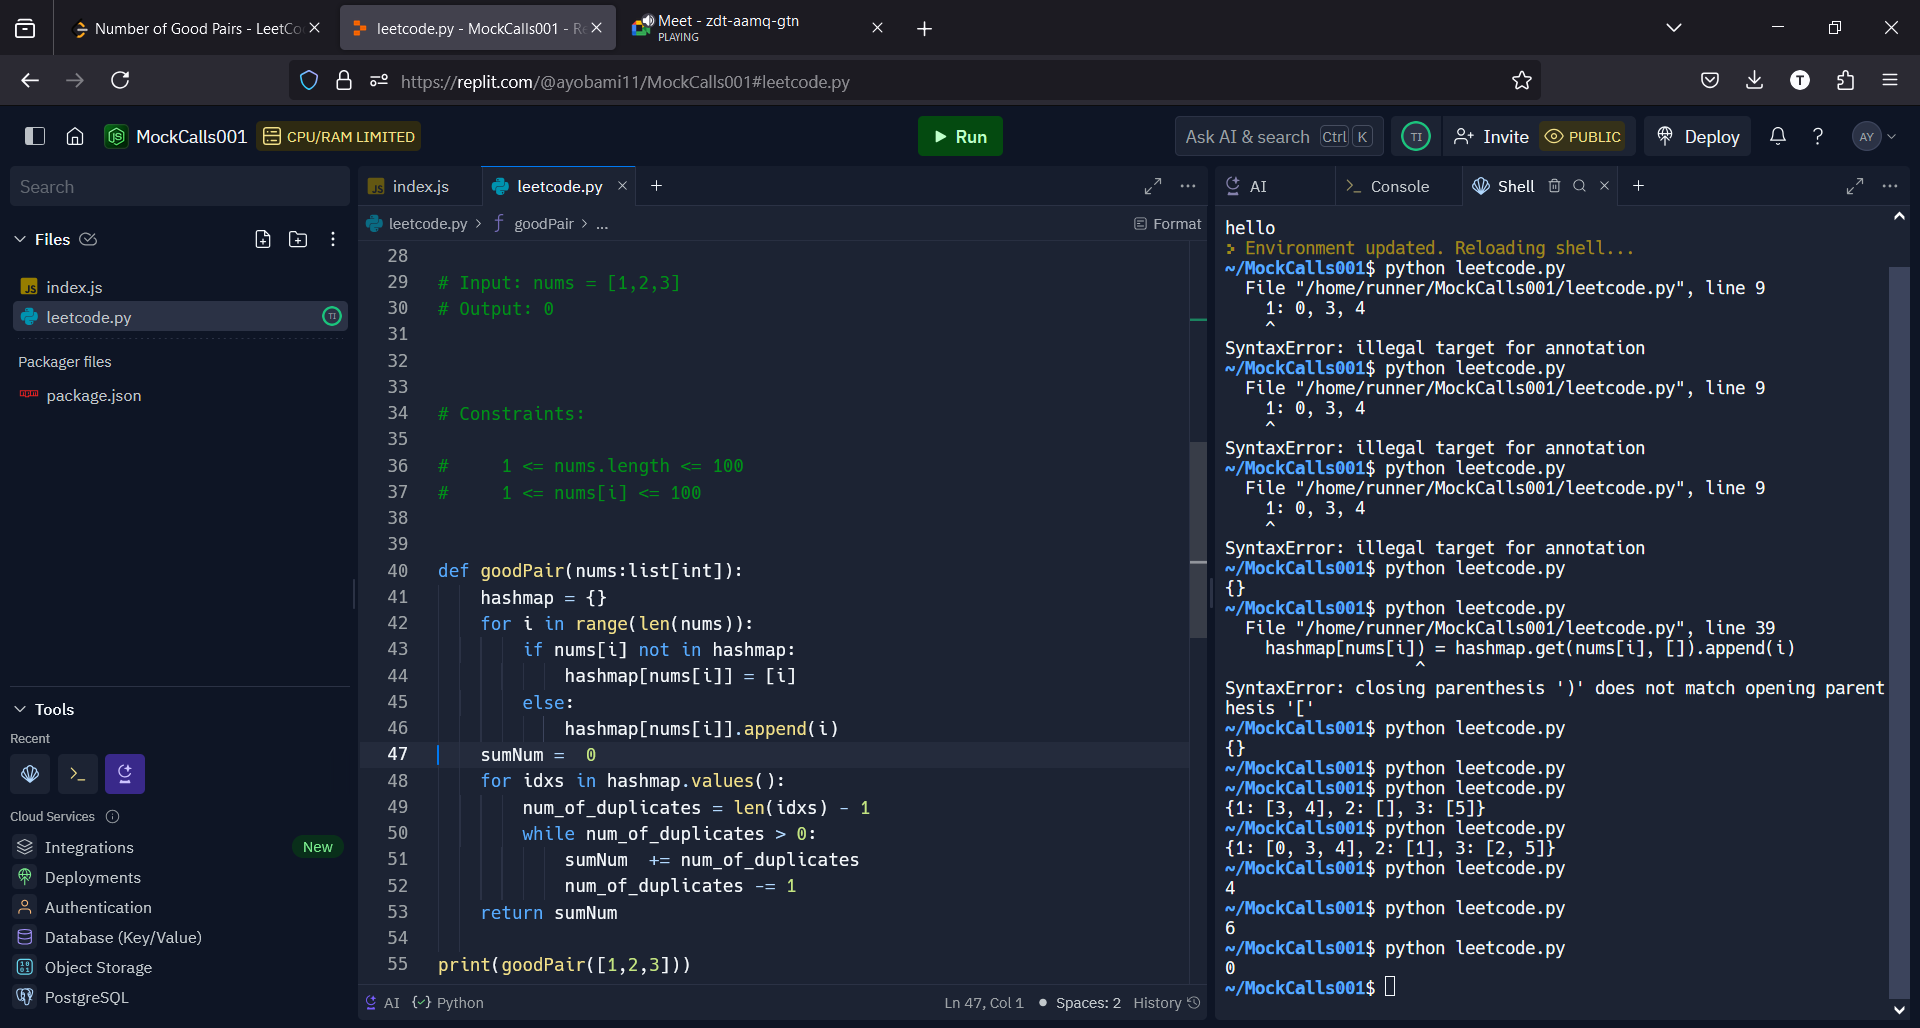 Number of Good Pairs - LeetCo
leetcode.py - MockCalls001 - Re
Meet - zdt-aamq-gtn
PLAYING
https://replit.com/@ayobami11/MockCalls001#leetcode.py
T
MockCalls001
CPU/RAM LIMITED
Run
Ask AI & search Ctrl K
TI
Invite
PUBLIC
Deploy
AY
Search
Files
JS index.js
leetcode.py
TI
Packager files
package.json
Tools
Recent
Cloud Services
Integrations
New
Deployments
Authentication
Database (Key/Value)
Object Storage
PostgreSQL
JS index.js
leetcode.py
leetcode.py > goodPair > ...
Format
28
29 # Input: nums = [1,2,3]
30 # Output: 0
31
32
33
34 # Constraints:
35
36 # 1 <= nums.length <= 100
37 # 1 <= nums[i] <= 100
38
39
40 def goodPair(nums:list[int]):
41 hashmap = {}
42 for i in range(len(nums)):
43 if nums[i] not in hashmap:
44 hashmap[nums[i]] = [i]
45 else:
46 hashmap[nums[i]].append(i)
47 sumNum =  0
48 for idxs in hashmap.values():
49 num_of_duplicates = len(idxs) - 1
50 while num_of_duplicates > 0:
51 sumNum  += num_of_duplicates
52 num_of_duplicates -= 1
53 return sumNum
54
55 print(goodPair([1,2,3]))
AI
Python
Ln 47, Col 1
Spaces: 2
History
AI
Console
Shell
hello
Environment updated. Reloading shell...
~/MockCalls001$ python leetcode.py
File "/home/runner/MockCalls001/leetcode.py", line 9
1: 0, 3, 4
^
SyntaxError: illegal target for annotation
~/MockCalls001$ python leetcode.py
File "/home/runner/MockCalls001/leetcode.py", line 9
1: 0, 3, 4
^
SyntaxError: illegal target for annotation
~/MockCalls001$ python leetcode.py
File "/home/runner/MockCalls001/leetcode.py", line 9
1: 0, 3, 4
^
SyntaxError: illegal target for annotation
~/MockCalls001$ python leetcode.py
{}
~/MockCalls001$ python leetcode.py
File "/home/runner/MockCalls001/leetcode.py", line 39
hashmap[nums[i]) = hashmap.get(nums[i], []).append(i)
^
SyntaxError: closing parenthesis ')' does not match opening parent
hesis '['
~/MockCalls001$ python leetcode.py
{}
~/MockCalls001$ python leetcode.py
~/MockCalls001$ python leetcode.py
{1: [3, 4], 2: [], 3: [5]}
~/MockCalls001$ python leetcode.py
{1: [0, 3, 4], 2: [1], 3: [2, 5]}
~/MockCalls001$ python leetcode.py
4
~/MockCalls001$ python leetcode.py
6
~/MockCalls001$ python leetcode.py
0
~/MockCalls001$